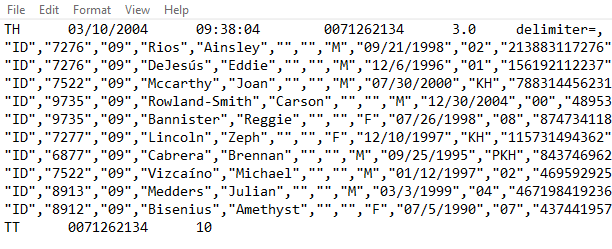 File Edit Format View Help
TH 03/10/2004 09:38:04 0071262134 3.0 delimiter=,
"ID","7276","09","Rios","Ainsley","","","M","09/21/1998","02","213883117276"
"ID","7276","09","DeJesús","Eddie","","","M","12/6/1996","01","156192112237"
"ID","7522","09","Mccarthy","Joan","","","M","07/30/2000","KH","788314456231
"ID","9735","09","Rowland-Smith","Carson","","","M","12/30/2004","00","48953
"ID","9735","09","Bannister","Reggie","","","F","07/26/1998","08","874734118
"ID","7277","09","Lincoln","Zeph","","","F","12/10/1997","KH","115731494362"
"ID","6877","09","Cabrera","Brennan","","","M","09/25/1995","PKH","843746962
"ID","7522","09","Vizcaíno","Michael","","","M","01/12/1997","02","469592925
"ID","8913","09","Medders","Julian","","","M","03/3/1999","04","467198419236
"ID","8912","09","Bisenius","Amethyst","","","F","07/5/1990","07","437441957
TT 0071262134 10